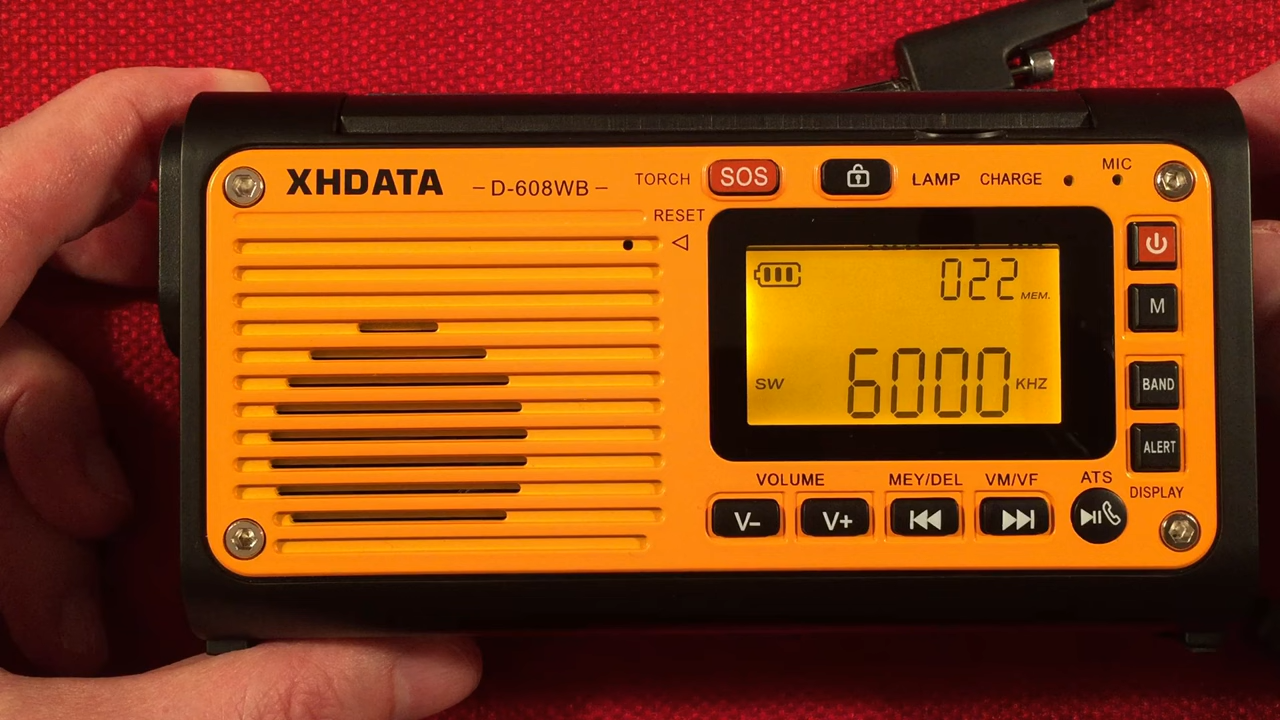 XHDATA
–D-608WB–
TORCH
SOS
LAMP
CHARGE
MIC
RESET
022
MEM.
SW
6000
KHZ
M
BAND
ALERT
VOLUME
MEY/DEL
VM/VF
ATS
DISPLAY
V–
V+